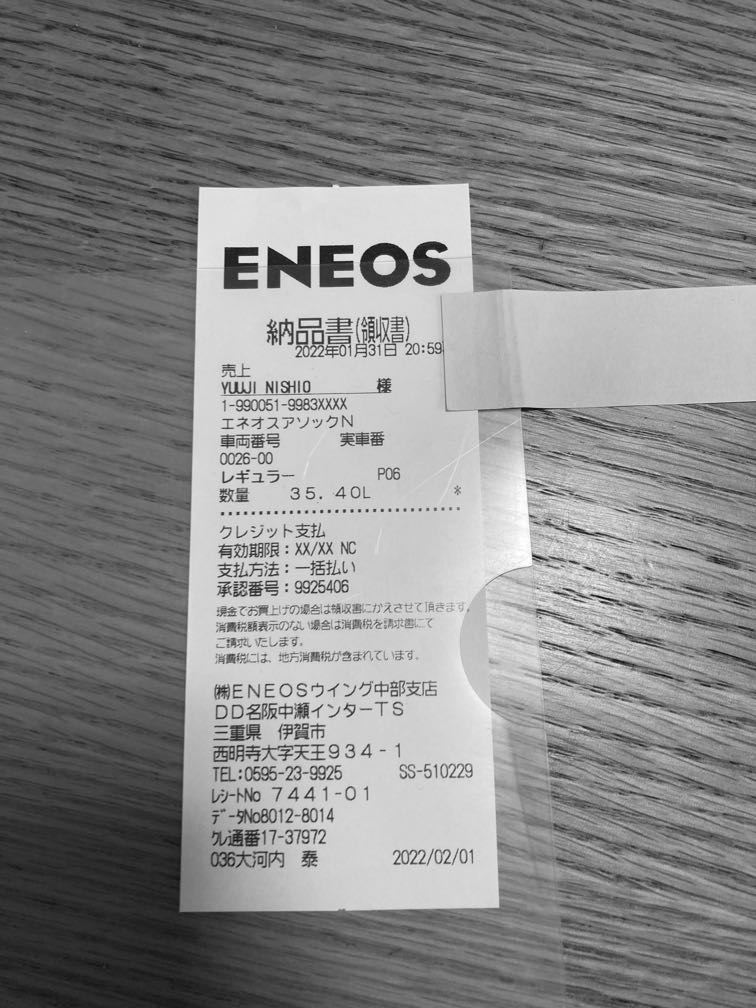 ENEOS
納品書(領収書)
2022年01月31日 20:59
売上
YUUJI NISHIO 様
1-990051-9983XXXX
エネオスアソックN
車両番号 実車番
0026-00
レギュラー P06
数量 35.40L *
クレジット支払
有効期限:XX/XX NC
支払方法:一括払い
承認番号:9925406
現金でお買上げの場合は領収書にかえさせて頂きます。
消費税額表示のない場合は消費税を請求書にて
ご請求いたします。
消費税には、地方消費税が含まれています。
㈱ENEOSウイング中部支店
DD名阪中瀬インターTS
三重県 伊賀市
西明寺大字天王934-1
TEL:0595-23-9925 SS-510229
レシートNo 7441-01
データNo8012-8014
クレ通番17-37972
036大河内 泰 2022/02/01